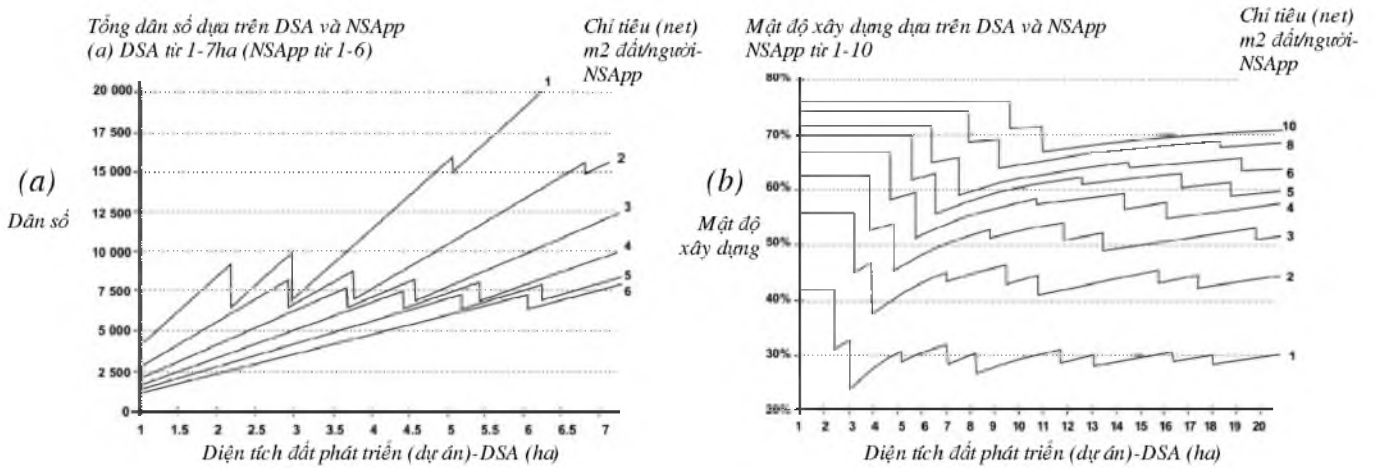 Tổng dân số dựa trên DSA và NSApp
(a) DSA từ 1-7ha (NSApp từ 1-6)
Chỉ tiêu (net)
m2 đất/người-
NSApp
(a)
Dân số
20 000
17 500
15 000
12 500
10 000
7 500
5 000
2 500
0
1
2
3
4
5
6
1 1.5 2 2.5 3 3.5 4 4.5 5 5.5 6 6.5 7
Diện tích đất phát triển (dự án)-DSA (ha)
Mật độ xây dựng dựa trên DSA và NSApp
NSApp từ 1-10
Chỉ tiêu (net)
m2 đất/người-
NSApp
(b)
Mật độ
xây dựng
80%
70%
60%
50%
40%
30%
20%
10
8
6
5
4
3
2
1
1 2 3 4 5 6 7 8 9 10 11 12 13 14 15 16 17 18 19 20
Diện tích đất phát triển (dự án)-DSA (ha)